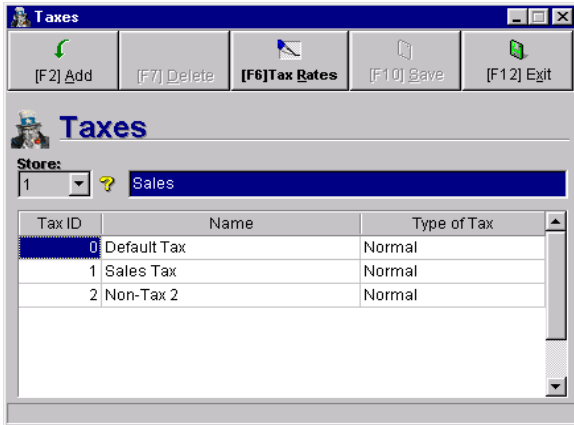 Taxes
[F2] Add
[F7] Delete
[F6]Tax Rates
[F10] Save
[F12] Exit
Taxes
Store:
1
?
Sales
Tax ID Name Type of Tax
0 Default Tax Normal
1 Sales Tax Normal
2 Non-Tax 2 Normal